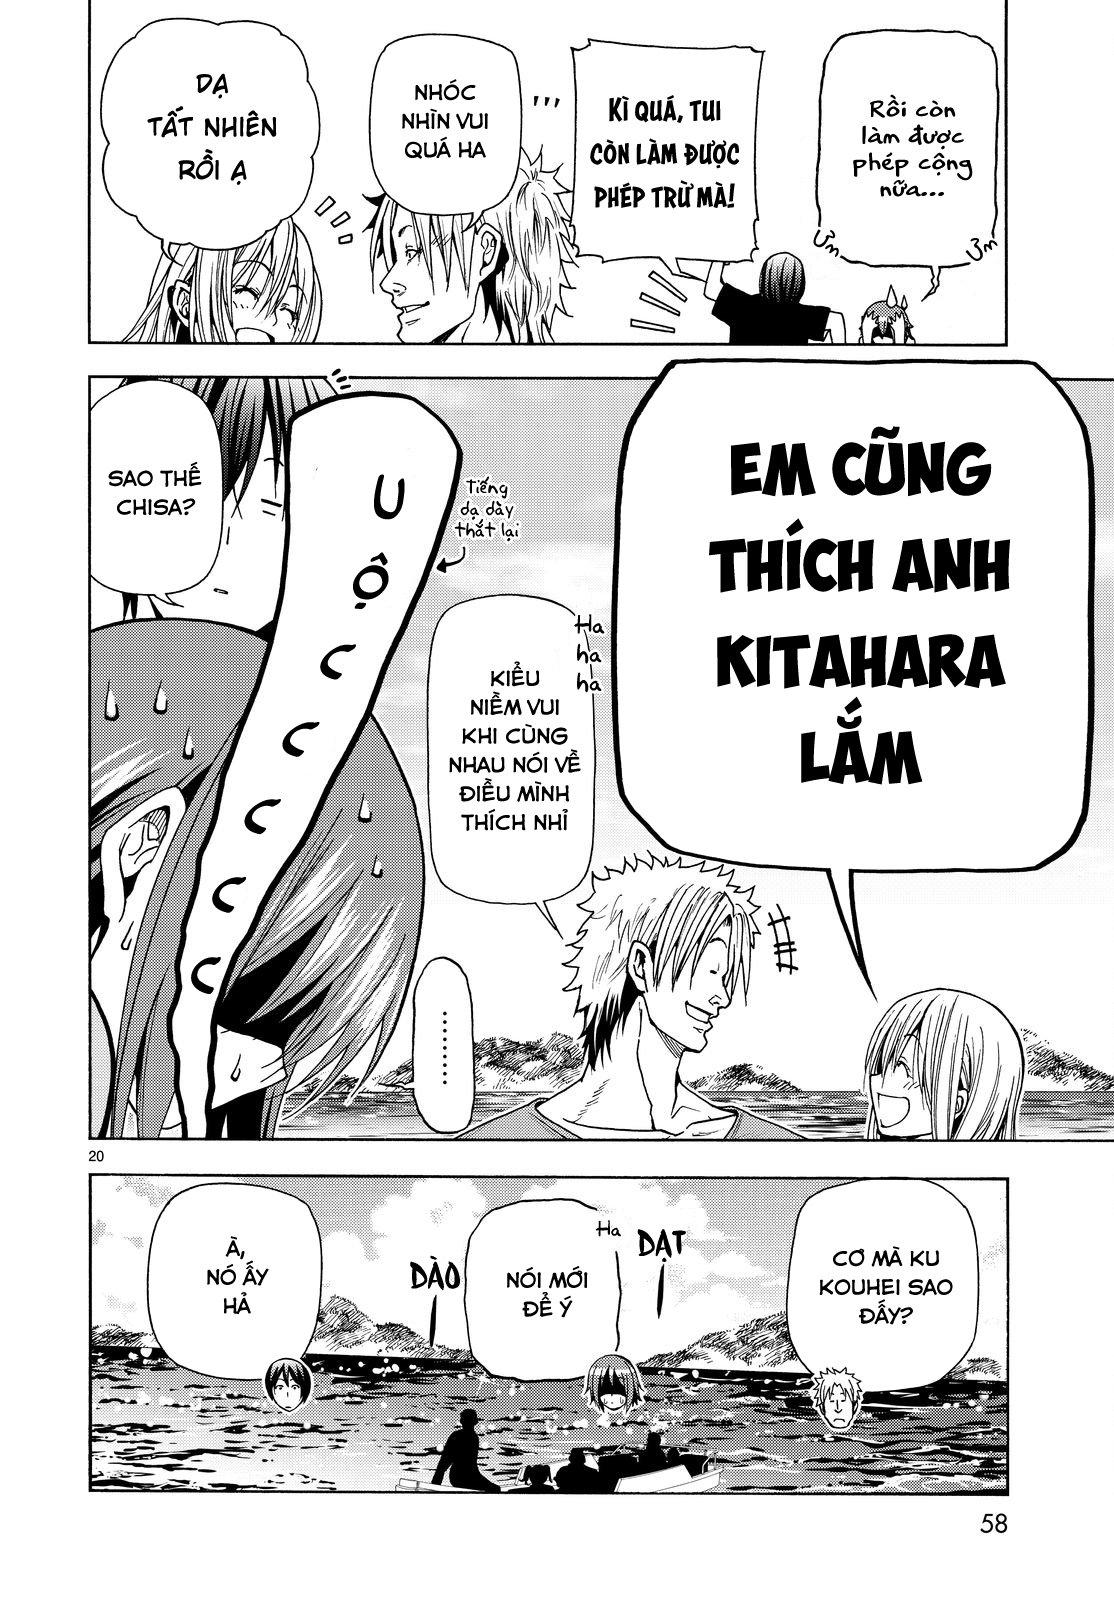 Rồi còn
làm được
phép cộng
nữa...
Ủm
Ủm
KÌ QUÁ, TUI
CÒN LÀM ĐƯỢC
PHÉP TRỪ MÀ!
NHÓC
NHÌN VUI
QUÁ HA
DẠ
TẤT NHIÊN
RỒI Ạ
EM CŨNG
THÍCH ANH
KITAHARA
LẮM
Ha
ha
ha
KIỂU
NIỀM VUI
KHI CÙNG
NHAU NÓI VỀ
ĐIỀU MÌNH
THÍCH NHỈ
.........
Tiếng
dạ dày
thắt lại
U
Ộ
C
C
C
C
C
SAO THẾ
CHISA?
20
CƠ MÀ KU
KOUHEI SAO
ĐẤY?
DẠT
Ha
NÓI MỚI
ĐỂ Ý
DÀO
À,
NÓ ẤY
HẢ
58